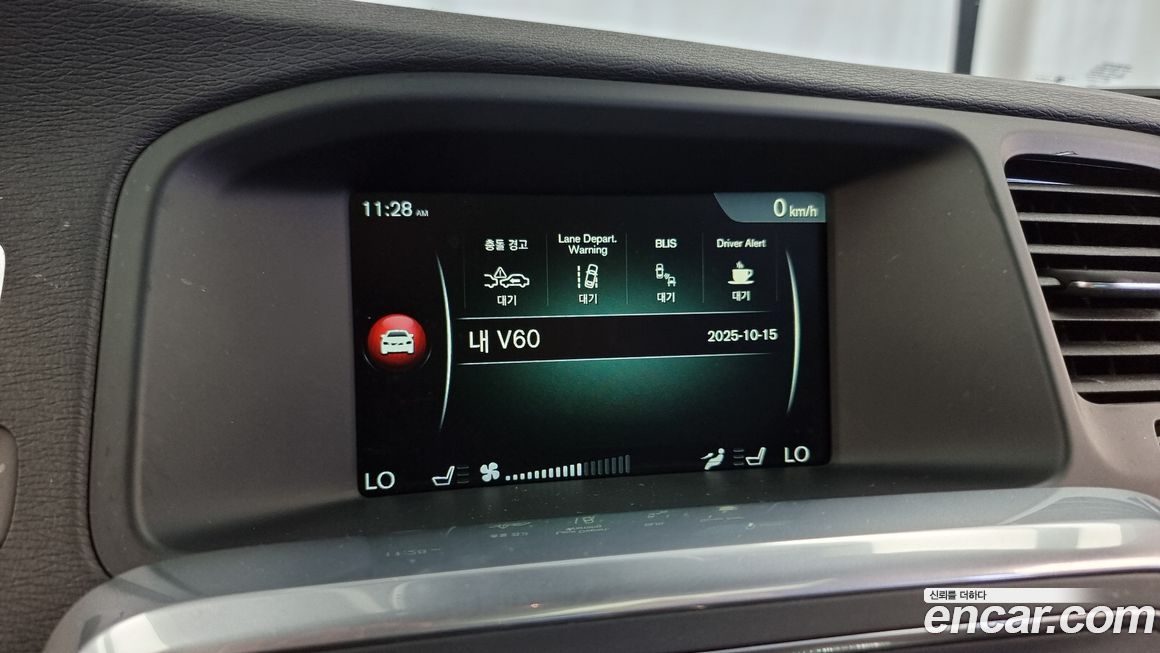 11:28 AM
0 km/h
충돌 경고
Lane Depart.
Warning
BLIS
Driver Alert
대기
대기
대기
대기
내 V60
2025-10-15
LO
LO
신뢰를 더하다
encar.com